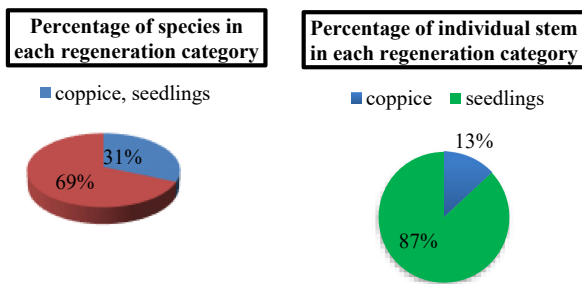 Percentage of species in
each regeneration category
coppice, seedlings
31%
69%
Percentage of individual stem
in each regeneration category
coppice seedlings
13%
87%